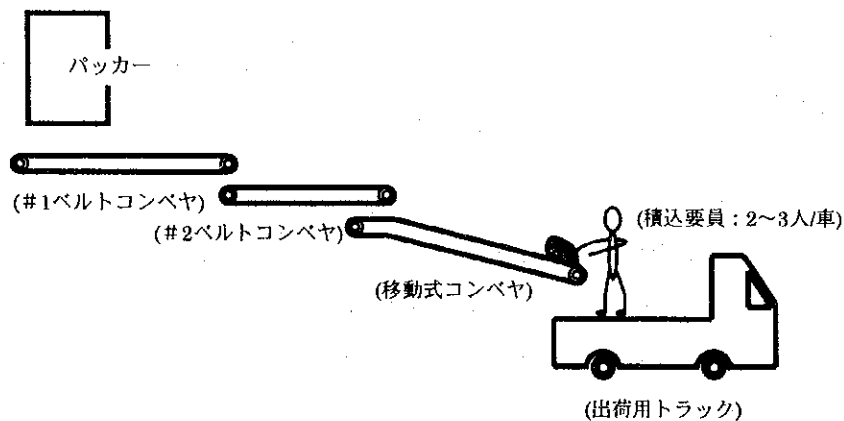 パッカー
(#1ベルトコンベヤ)
(#2ベルトコンベヤ)
(積込要員：2〜3人/車)
(移動式コンベヤ)
(出荷用トラック)